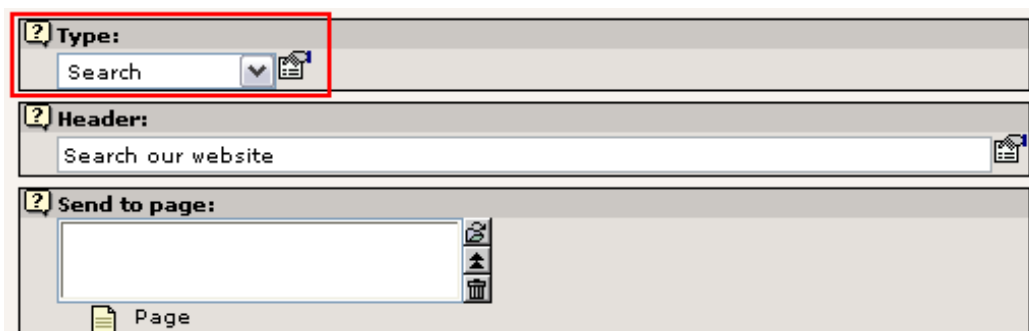 ? Type:
Search
? Header:
Search our website
? Send to page:
Page